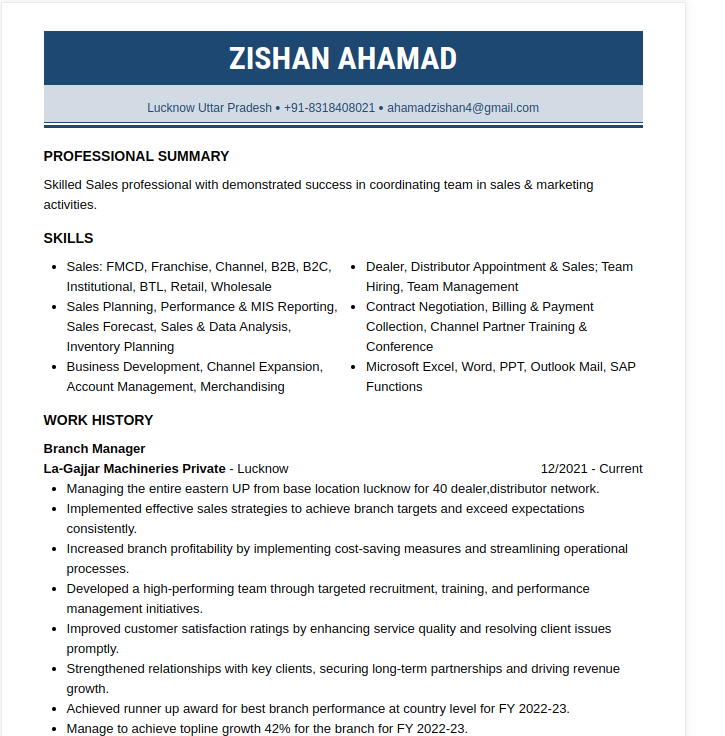 ZISHAN AHAMAD
Lucknow Uttar Pradesh • +91-8318408021 • ahamadzishan4@gmail.com
PROFESSIONAL SUMMARY
Skilled Sales professional with demonstrated success in coordinating team in sales & marketing
activities.
SKILLS
• Sales: FMCD, Franchise, Channel, B2B, B2C,
Institutional, BTL, Retail, Wholesale
• Sales Planning, Performance & MIS Reporting,
Sales Forecast, Sales & Data Analysis,
Inventory Planning
• Business Development, Channel Expansion,
Account Management, Merchandising
• Dealer, Distributor Appointment & Sales; Team
Hiring, Team Management
• Contract Negotiation, Billing & Payment
Collection, Channel Partner Training &
Conference
• Microsoft Excel, Word, PPT, Outlook Mail, SAP
Functions
WORK HISTORY
Branch Manager
La-Gajjar Machineries Private - Lucknow 12/2021 - Current
• Managing the entire eastern UP from base location lucknow for 40 dealer,distributor network.
• Implemented effective sales strategies to achieve branch targets and exceed expectations
consistently.
• Increased branch profitability by implementing cost-saving measures and streamlining operational
processes.
• Developed a high-performing team through targeted recruitment, training, and performance
management initiatives.
• Improved customer satisfaction ratings by enhancing service quality and resolving client issues
promptly.
• Strengthened relationships with key clients, securing long-term partnerships and driving revenue
growth.
• Achieved runner up award for best branch performance at country level for FY 2022-23.
• Manage to achieve topline growth 42% for the branch for FY 2022-23.